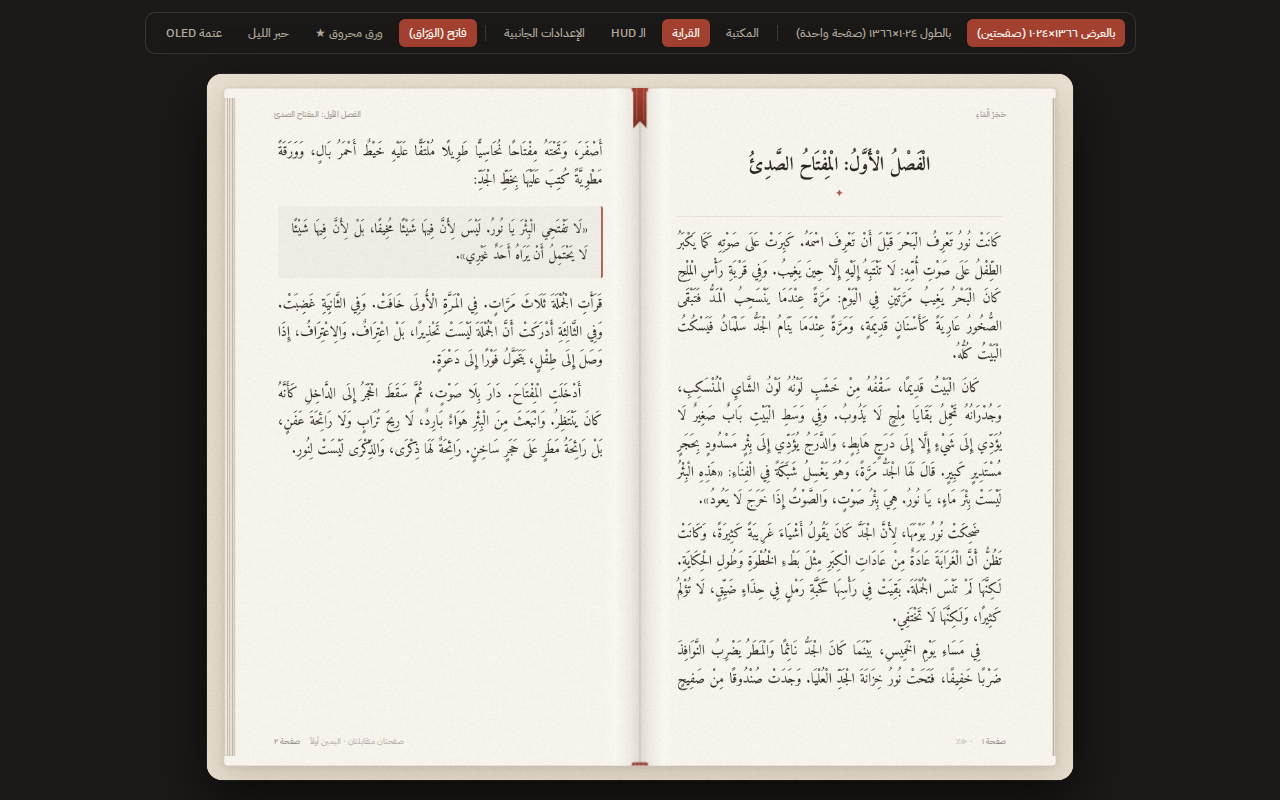 بالعرض ١٣٦٦×١٠٢٤ (صفحتين)
بالطول ١٠٢٤×١٣٦٦ (صفحة واحدة)
المكتبة
القراية
الـ HUD
الإعدادات الجانبية
فاتح (الورّاق)
ورق محروق ★
حبر الليل
عتمة OLED
حَجَرُ الْمَاءِ
الْفَصْلُ الْأَوَّلُ: الْمِفْتَاحُ الصَّدِئُ
✦
كَانَتْ نُورُ تَعْرِفُ الْبَحْرَ قَبْلَ أَنْ تَعْرِفَ اسْمَهُ. كَبِرَتْ عَلَى صَوْتِهِ كَمَا يَكْبَرُ
الطِّفْلُ عَلَى صَوْتِ أُمِّهِ: لَا تَنْتَبِهُ إِلَيْهِ إِلَّا حِينَ يَغِيبُ. وَفِي قَرْيَةِ رَأْسِ الْمِلْحِ
كَانَ الْبَحْرُ يَغِيبُ مَرَّتَيْنِ فِي الْيَوْمِ: مَرَّةً عِنْدَمَا يَنْسَحِبُ الْمَدُّ فَتَبْقَى
الصُّخُورُ عَارِيَةً كَأَسْنَانٍ قَدِيمَةٍ، وَمَرَّةً عِنْدَمَا يَنَامُ الْجَدُّ سَلْمَانُ فَيَسْكُتُ
الْبَيْتُ كُلُّهُ.
كَانَ الْبَيْتُ قَدِيمًا، سَقْفُهُ مِنْ خَشَبٍ لَوْنُهُ لَوْنُ الشَّايِ الْمُنْسَكِبِ،
وَجُدْرَانُهُ تَحْمِلُ بَقَايَا مِلْحٍ لَا يَذُوبُ. وَفِي وَسَطِ الْبَيْتِ بَابٌ صَغِيرٌ لَا
يُؤَدِّي إِلَى شَيْءٍ إِلَّا إِلَى دَرَجٍ هَابِطٍ، وَالدَّرَجُ يُؤَدِّي إِلَى بِئْرٍ مَسْدُودٍ بِحَجَرٍ
مُسْتَدِيرٍ كَبِيرٍ. قَالَ لَهَا الْجَدُّ مَرَّةً، وَهُوَ يَغْسِلُ شَبَكَةً فِي الْفِنَاءِ: «هَذِهِ الْبِئْرُ
لَيْسَتْ بِئْرَ مَاءٍ، يَا نُورُ. هِيَ بِئْرُ صَوْتٍ، وَالصَّوْتُ إِذَا خَرَجَ لَا يَعُودُ».
ضَحِكَتْ نُورُ يَوْمَهَا، لِأَنَّ الْجَدَّ كَانَ يَقُولُ أَشْيَاءَ غَرِيبَةً كَثِيرَةً، وَكَانَتْ
تَظُنُّ أَنَّ الْغَرَابَةَ عَادَةٌ مِنْ عَادَاتِ الْكِبَرِ مِثْلَ بَطْءِ الْخُطْوَةِ وَطُولِ الْحِكَايَةِ.
لَكِنَّهَا لَمْ تَنْسَ الْجُمْلَةَ. بَقِيَتْ فِي رَأْسِهَا كَحَبَّةِ رَمْلٍ فِي حِذَاءٍ ضَيِّقٍ، لَا تُؤْلِمُ
كَثِيرًا، وَلَكِنَّهَا لَا تَخْتَفِي.
فِي مَسَاءِ يَوْمِ الْخَمِيسِ، بَيْنَمَا كَانَ الْجَدُّ نَائِمًا وَالْمَطَرُ يَضْرِبُ النَّوَافِذَ
ضَرْبًا خَفِيفًا، فَتَحَتْ نُورُ خِزَانَةَ الْجَدِّ الْعُلْيَا. وَجَدَتْ صُنْدُوقًا مِنْ صَفِيحٍ
صفحة ١
٥٠٪
الفصل الأول: المفتاح الصدئ
أَصْفَرَ، وَتَحْتَهُ مِفْتَاحًا نُحَاسِيًّا طَوِيلًا مُلْتَفًّا عَلَيْهِ خَيْطٌ أَحْمَرُ بَالٍ، وَوَرَقَةً
مَطْوِيَّةً كُتِبَ عَلَيْهَا بِخَطِّ الْجَدِّ:
«لَا تَفْتَحِي الْبِئْرَ يَا نُورُ. لَيْسَ لِأَنَّ فِيهَا شَيْئًا مُخِيفًا، بَلْ لِأَنَّ فِيهَا شَيْئًا
لَا يَحْتَمِلُ أَنْ يَرَاهُ أَحَدٌ غَيْرِي».
قَرَأَتِ الْجُمْلَةَ ثَلَاثَ مَرَّاتٍ. فِي الْمَرَّةِ الْأُولَى خَافَتْ. وَفِي الثَّانِيَةِ غَضِبَتْ.
وَفِي الثَّالِثَةِ أَدْرَكَتْ أَنَّ الْجُمْلَةَ لَيْسَتْ تَحْذِيرًا، بَلْ اعْتِرَافٌ. وَالِاعْتِرَافُ، إِذَا
وَصَلَ إِلَى طِفْلٍ، يَتَحَوَّلُ فَوْرًا إِلَى دَعْوَةٍ.
أَدْخَلَتِ الْمِفْتَاحَ. دَارَ بِلَا صَوْتٍ، ثُمَّ سَقَطَ الْحَجَرُ إِلَى الدَّاخِلِ كَأَنَّهُ
كَانَ يَنْتَظِرُ. وَانْبَعَثَ مِنَ الْبِئْرِ هَوَاءٌ بَارِدٌ، لَا رِيحَ تُرَابٍ وَلَا رَائِحَةَ عَفَنٍ،
بَلْ رَائِحَةُ مَطَرٍ عَلَى حَجَرٍ سَاخِنٍ. رَائِحَةٌ لَهَا ذِكْرَى، وَالذِّكْرَى لَيْسَتْ لِنُورِ.
صفحتان متقابلتان · اليمين أولاً
صفحة ٢